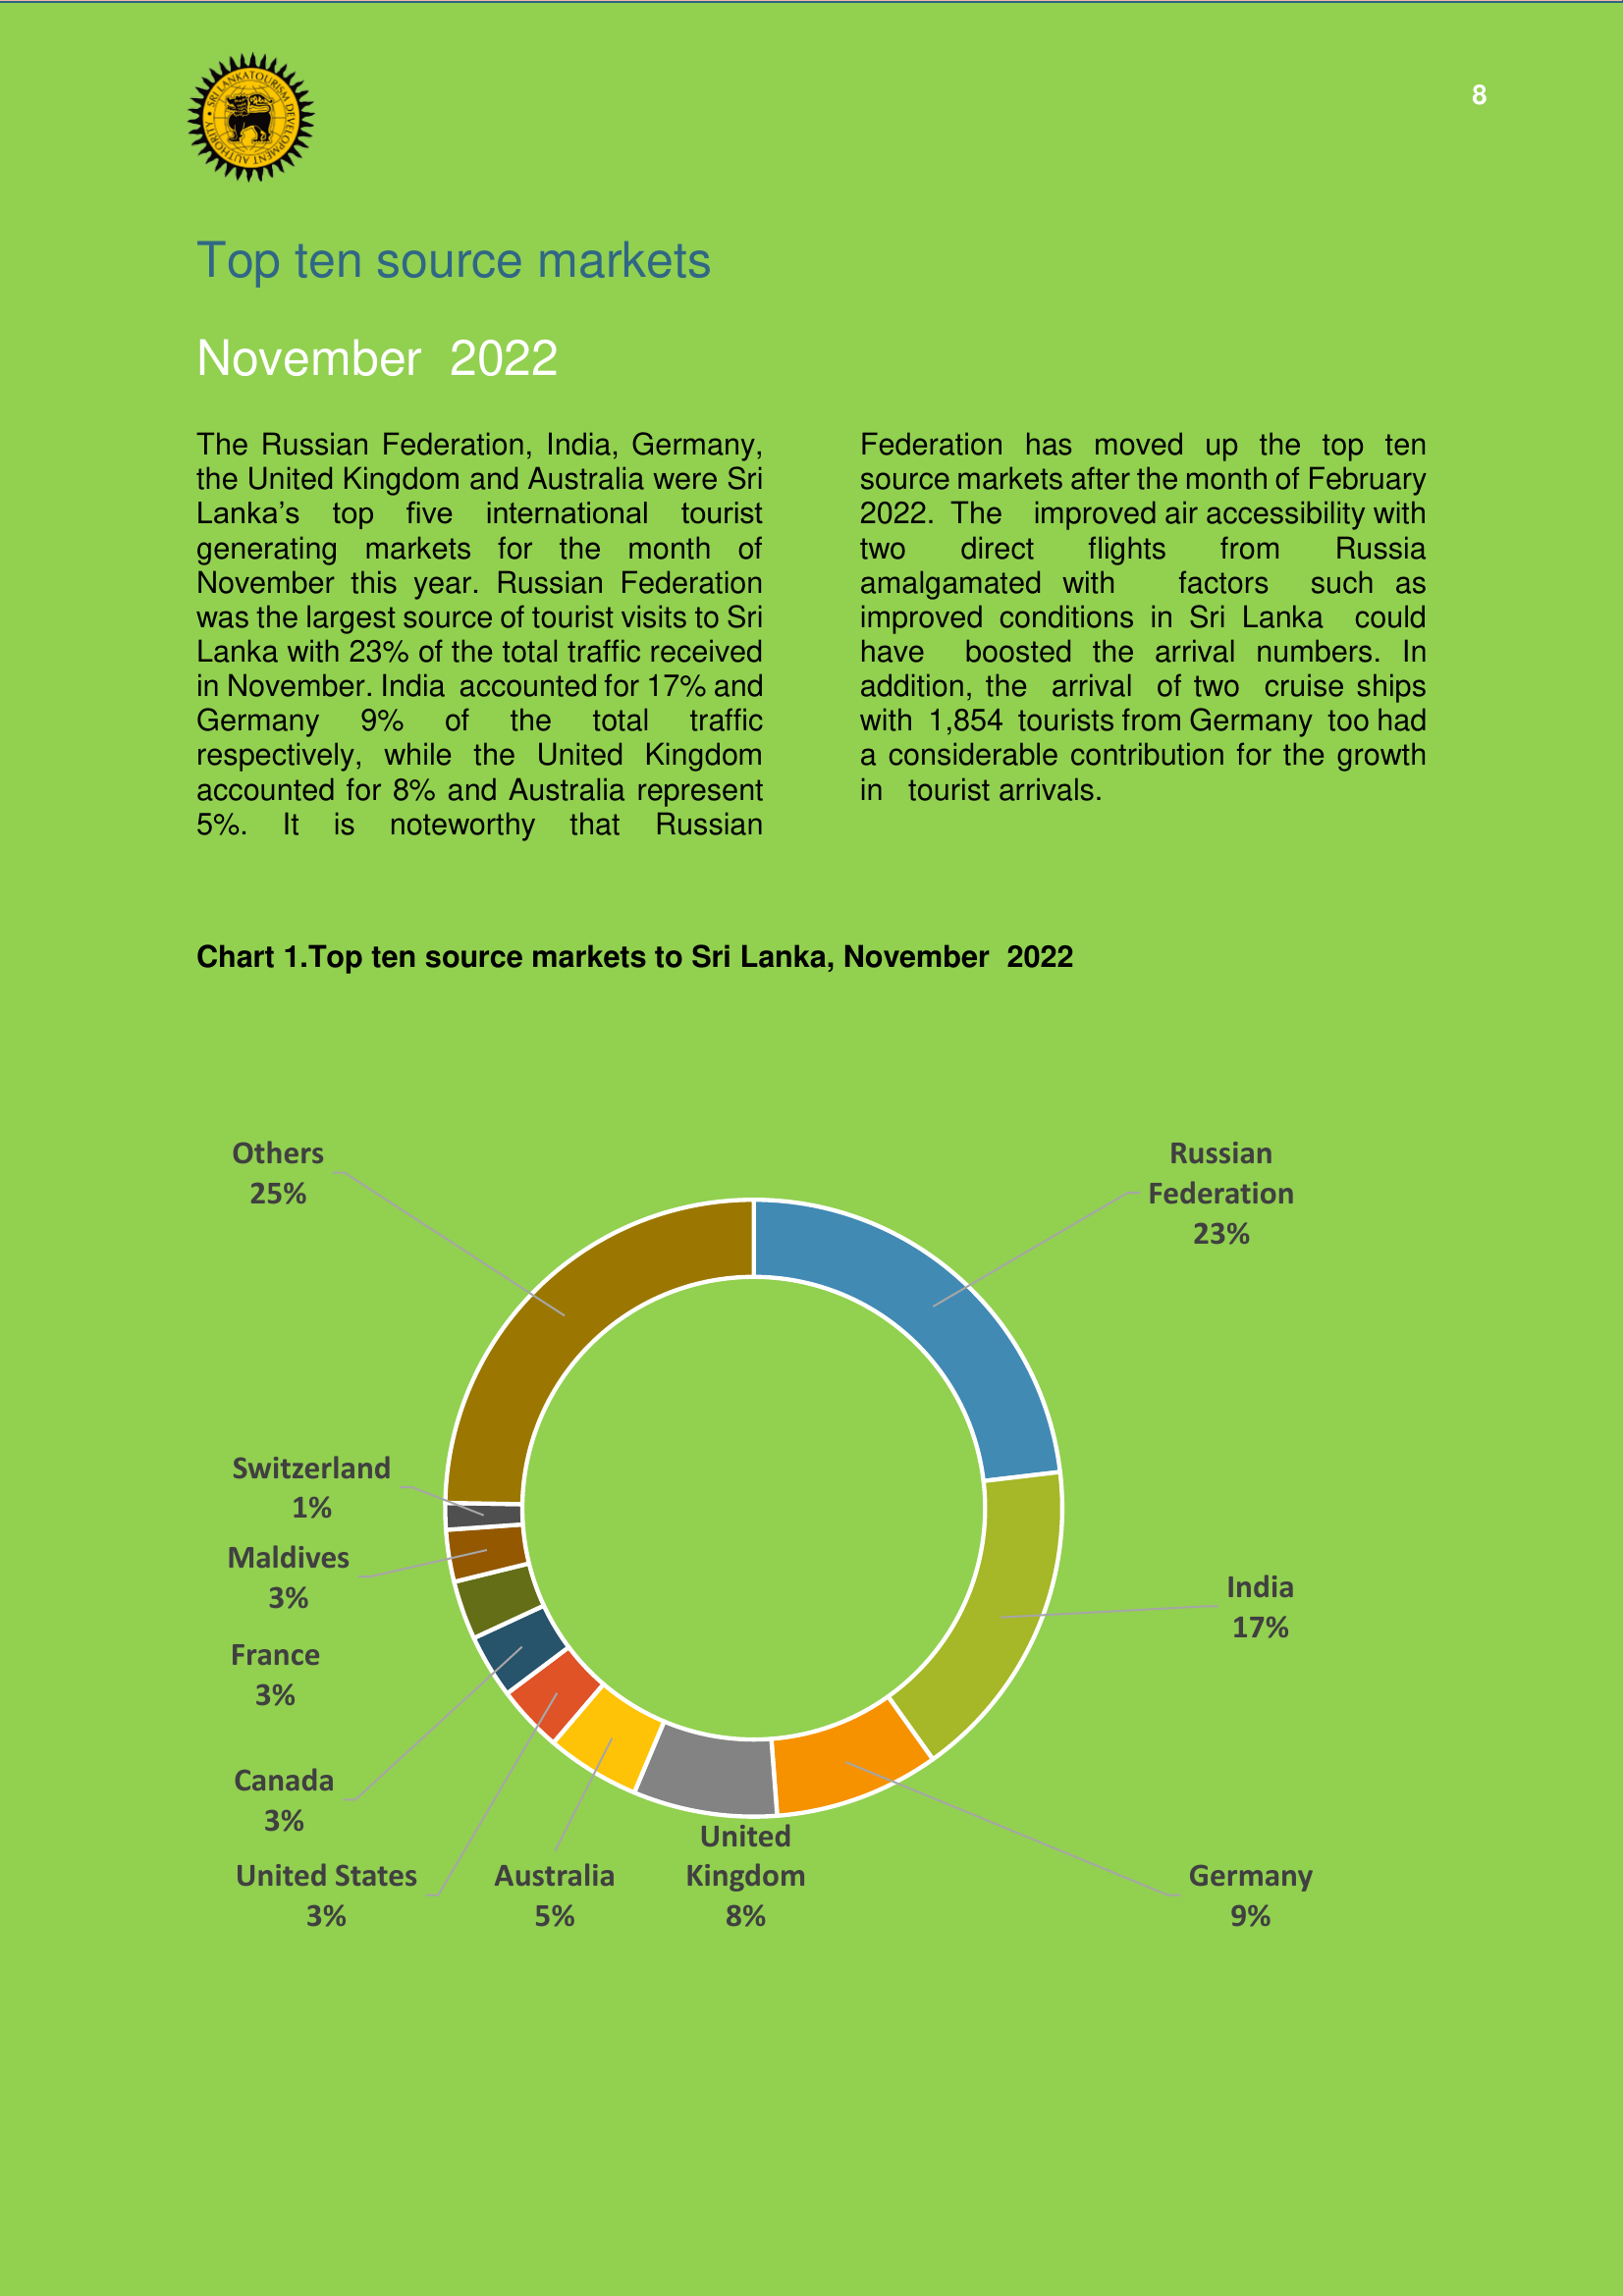 SRI LANKA TOURISM DEVELOPMENT AUTHORITY
8
Top ten source markets
November 2022
The Russian Federation, India, Germany,
the United Kingdom and Australia were Sri
Lanka’s top five international tourist
generating markets for the month of
November this year. Russian Federation
was the largest source of tourist visits to Sri
Lanka with 23% of the total traffic received
in November. India accounted for 17% and
Germany 9% of the total traffic
respectively, while the United Kingdom
accounted for 8% and Australia represent
5%. It is noteworthy that Russian
Federation has moved up the top ten
source markets after the month of February
2022. The improved air accessibility with
two direct flights from Russia
amalgamated with factors such as
improved conditions in Sri Lanka could
have boosted the arrival numbers. In
addition, the arrival of two cruise ships
with 1,854 tourists from Germany too had
a considerable contribution for the growth
in tourist arrivals.
Chart 1.Top ten source markets to Sri Lanka, November 2022
Others
25%
Russian
Federation
23%
Switzerland
1%
Maldives
3%
India
17%
France
3%
Canada
3%
United States
3%
Australia
5%
United
Kingdom
8%
Germany
9%